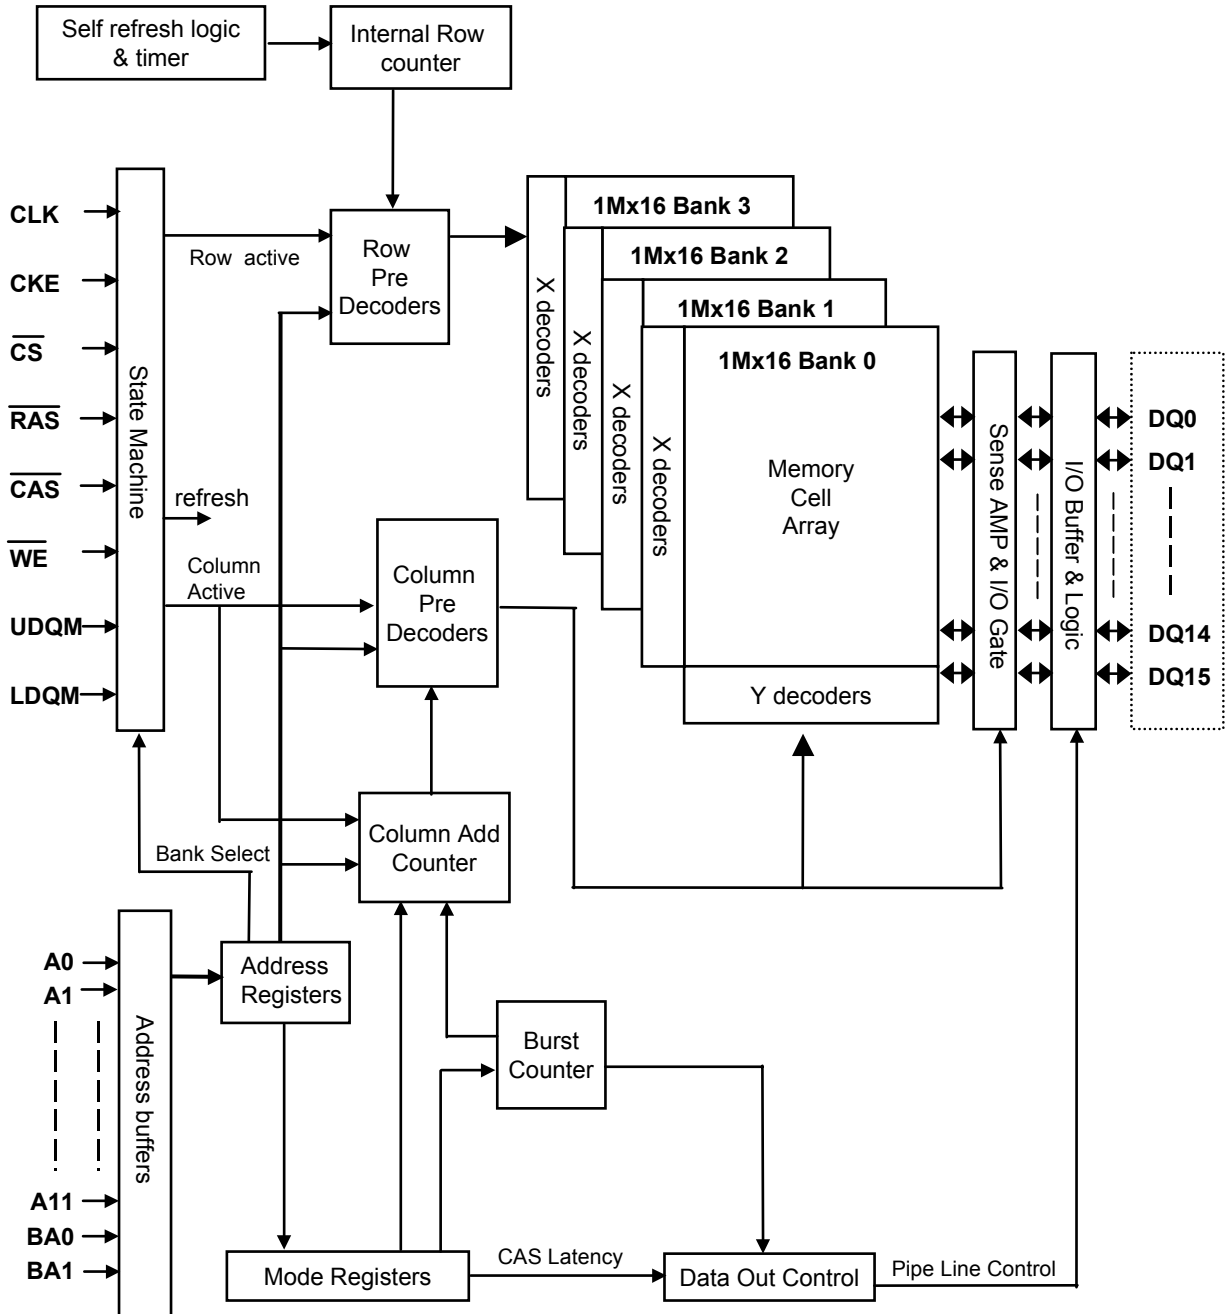 Self refresh logic
& timer
Internal Row
counter
CLK
CKE
CS
RAS
CAS
WE
UDQM
LDQM
State Machine
Row active
refresh
Column
Active
Bank Select
Row
Pre
Decoders
Column
Pre
Decoders
Column Add
Counter
1Mx16 Bank 3
1Mx16 Bank 2
1Mx16 Bank 1
1Mx16 Bank 0
X decoders
X decoders
X decoders
X decoders
Memory
Cell
Array
Y decoders
Sense AMP & I/O Gate
I/O Buffer & Logic
DQ0
DQ1
DQ14
DQ15
A0
A1
A11
BA0
BA1
Address buffers
Address
Registers
Burst
Counter
Mode Registers
CAS Latency
Data Out Control
Pipe Line Control